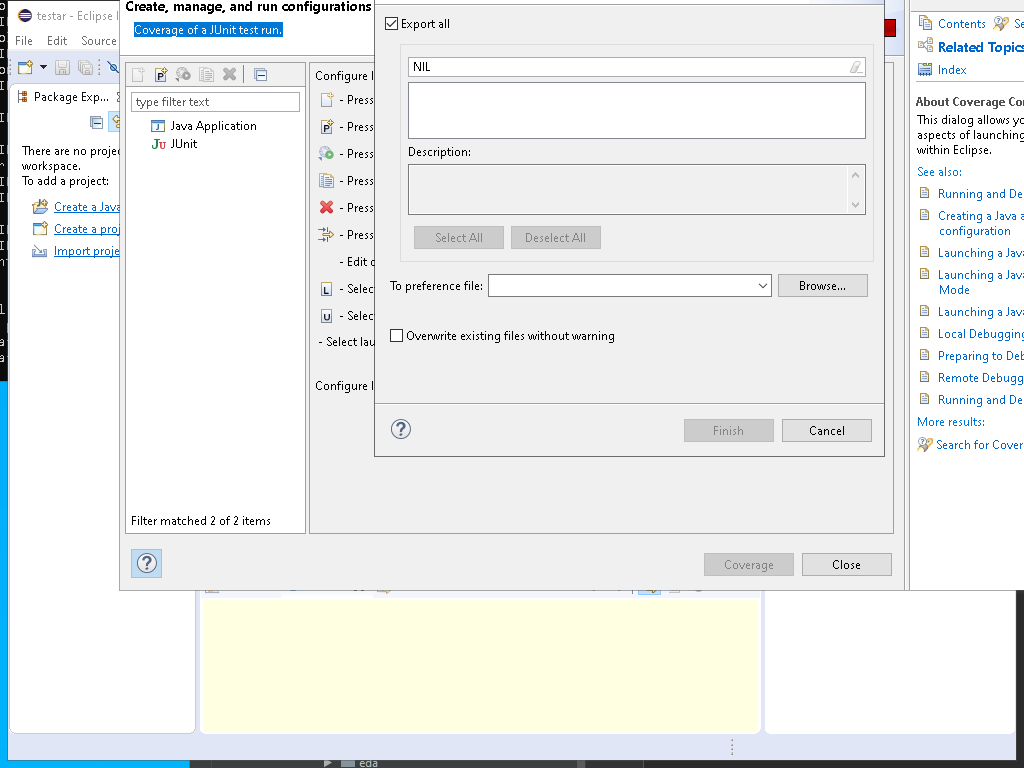 testar - Eclipse I
File Edit Source
Package Exp...
There are no proje
workspace.
To add a project:
Create a Java
Create a proj
Import proje
Create, manage, and run configurations
Coverage of a JUnit test run.
type filter text
Java Application
JUnit
Filter matched 2 of 2 items
Configure l
- Press
- Press
- Press
- Press
- Press
- Press
- Edit o
- Selec
- Selec
- Select lau
Configure l
Export all
NIL
Description:
Select All
Deselect All
To preference file:
Browse...
Overwrite existing files without warning
Finish
Cancel
Coverage
Close
Contents
Se
Related Topics
Index
About Coverage Co
This dialog allows yo
aspects of launching
within Eclipse.
See also:
Running and De
Creating a Java a
configuration
Launching a Java
Launching a Java
Mode
Launching a Java
Local Debugging
Preparing to Deb
Remote Debugg
Running and De
More results:
Search for Cover
eda